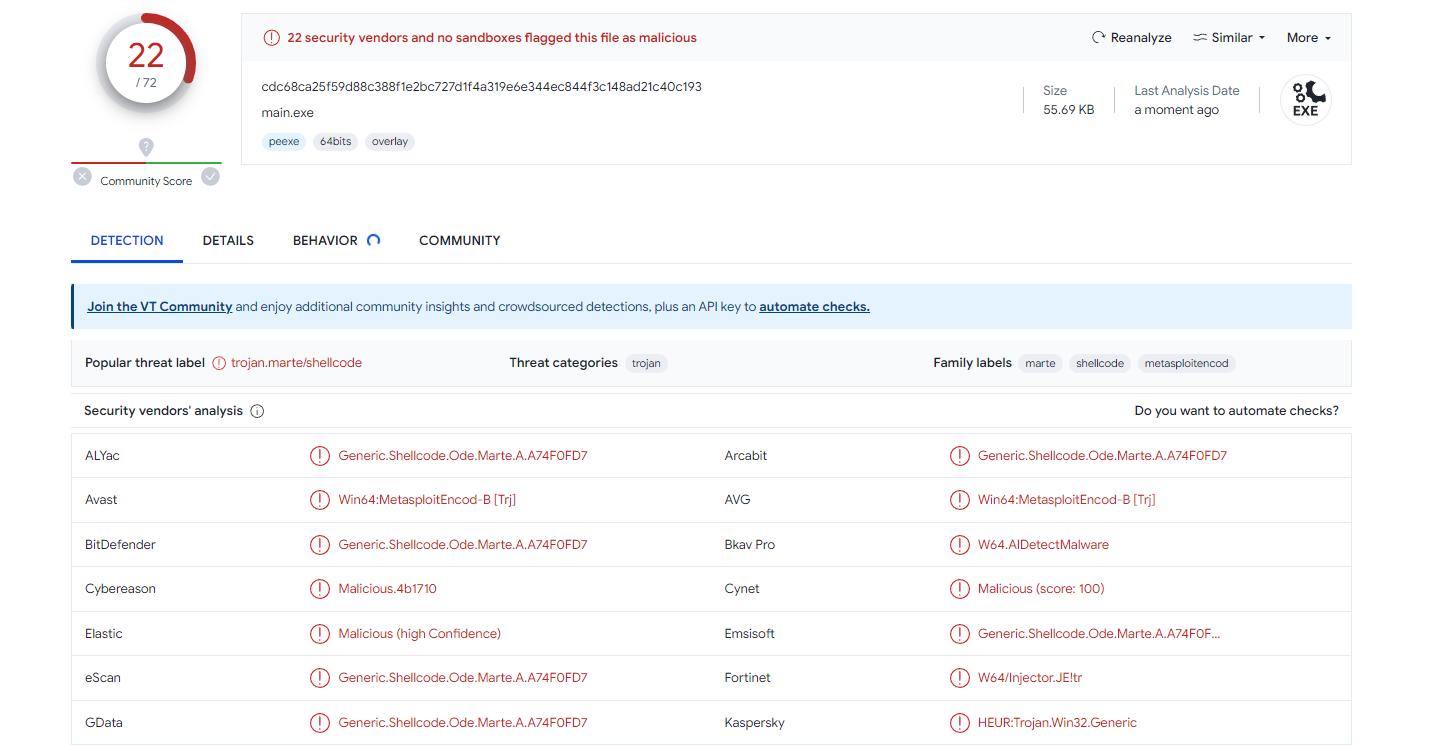 22
/ 72
Community Score
22 security vendors and no sandboxes flagged this file as malicious
Reanalyze Similar More
cdc68ca25f59d88c388f1e2bc727d1f4a319e6e344ec844f3c148ad21c40c193
main.exe
peexe 64bits overlay
Size
55.69 KB
Last Analysis Date
a moment ago
EXE
DETECTION DETAILS BEHAVIOR COMMUNITY
Join the VT Community and enjoy additional community insights and crowdsourced detections, plus an API key to automate checks.
Popular threat label trojan.marte/shellcode Threat categories trojan Family labels marte shellcode metasploitencod
Security vendors' analysis Do you want to automate checks?
ALYac Generic.Shellcode.Ode.Marte.A.A74F0FD7 Arcabit Generic.Shellcode.Ode.Marte.A.A74F0FD7
Avast Win64:MetasploitEncod-B [Trj] AVG Win64:MetasploitEncod-B [Trj]
BitDefender Generic.Shellcode.Ode.Marte.A.A74F0FD7 Bkav Pro W64.AIDetectMalware
Cybereason Malicious.4b1710 Cynet Malicious (score: 100)
Elastic Malicious (high Confidence) Emsisoft Generic.Shellcode.Ode.Marte.A.A74F0F...
eScan Generic.Shellcode.Ode.Marte.A.A74F0FD7 Fortinet W64/Injector.JE!tr
GData Generic.Shellcode.Ode.Marte.A.A74F0FD7 Kaspersky HEUR:Trojan.Win32.Generic